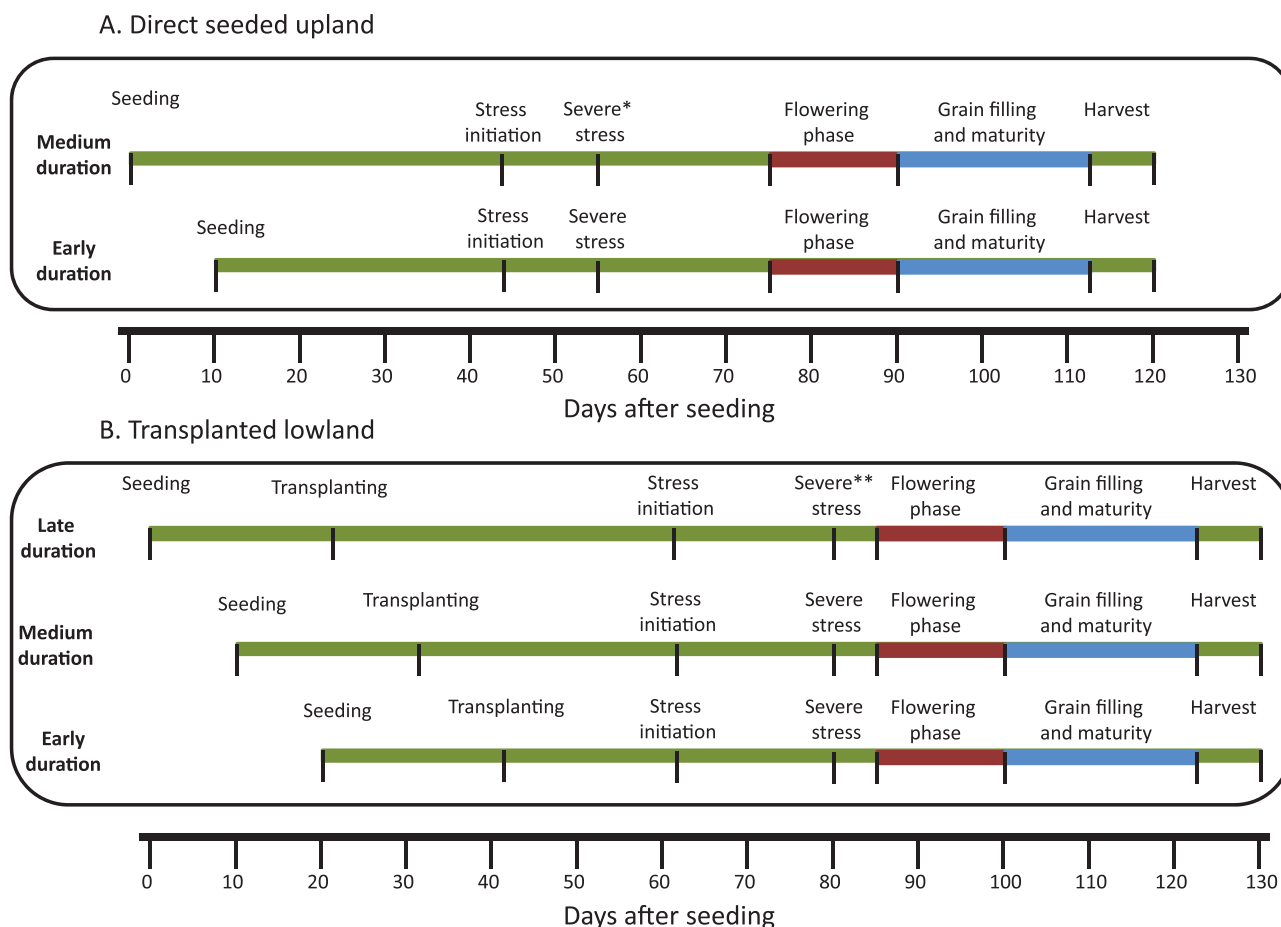 A. Direct seeded upland
Seeding
Stress
initiation
Severe*
stress
Flowering
phase
Grain filling
and maturity
Harvest
Medium
duration
Seeding
Stress
initiation
Severe
stress
Flowering
phase
Grain filling
and maturity
Harvest
Early
duration
0 10 20 30 40 50 60 70 80 90 100 110 120 130
Days after seeding
B. Transplanted lowland
Seeding
Transplanting
Stress
initiation
Severe**
stress
Flowering
phase
Grain filling
and maturity
Harvest
Late
duration
Seeding
Transplanting
Stress
initiation
Severe
stress
Flowering
phase
Grain filling
and maturity
Harvest
Medium
duration
Seeding
Transplanting
Stress
initiation
Severe
stress
Flowering
phase
Grain filling
and maturity
Harvest
Early
duration
0 10 20 30 40 50 60 70 80 90 100 110 120 130
Days after seeding